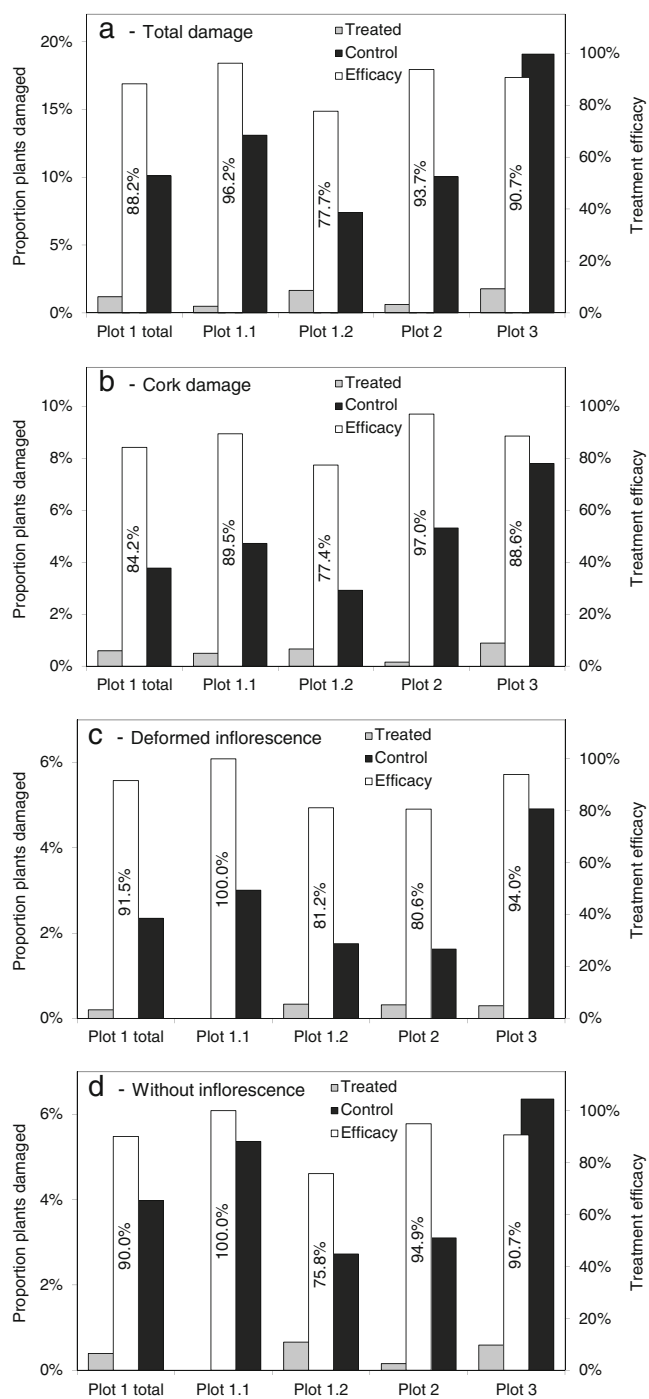 a - Total damage
Treated
Control
Efficacy
Proportion plants damaged
20%
15%
10%
5%
0%
88.2%
96.2%
77.7%
93.7%
90.7%
100%
80%
60%
40%
20%
0%
Treatment efficacy
Plot 1 total Plot 1.1 Plot 1.2 Plot 2 Plot 3
b - Cork damage
Treated
Control
Efficacy
Proportion plants damaged
10%
8%
6%
4%
2%
0%
84.2%
89.5%
77.4%
97.0%
88.6%
100%
80%
60%
40%
20%
0%
Treatment efficacy
Plot 1 total Plot 1.1 Plot 1.2 Plot 2 Plot 3
c - Deformed inflorescence
Treated
Control
Efficacy
Proportion plants damaged
6%
4%
2%
0%
91.5%
100.0%
81.2%
80.6%
94.0%
100%
80%
60%
40%
20%
0%
Treatment efficacy
Plot 1 total Plot 1.1 Plot 1.2 Plot 2 Plot 3
d - Without inflorescence
Treated
Control
Efficacy
Proportion plants damaged
6%
4%
2%
0%
90.0%
100.0%
75.8%
94.9%
90.7%
100%
80%
60%
40%
20%
0%
Treatment efficacy
Plot 1 total Plot 1.1 Plot 1.2 Plot 2 Plot 3